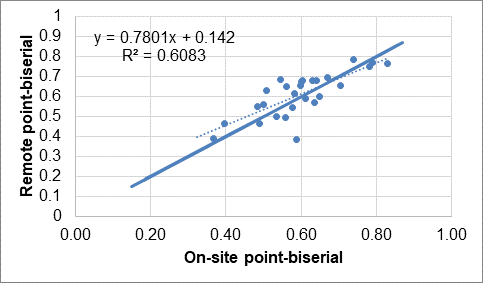 y = 0.7801x + 0.142
R² = 0.6083
Remote point-biserial
1
0.9
0.8
0.7
0.6
0.5
0.4
0.3
0.2
0.1
0
0.00 0.20 0.40 0.60 0.80 1.00
On-site point-biserial